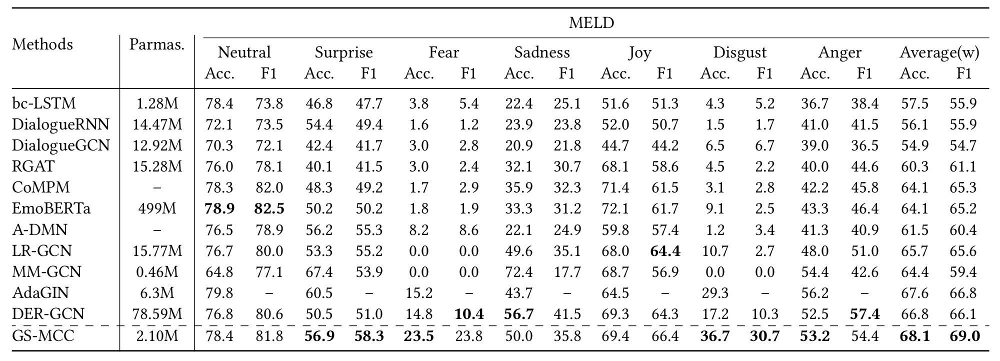 MELD
Methods Parmas.
Neutral Surprise Fear Sadness Joy Disgust Anger Average(w)
Acc. F1 Acc. F1 Acc. F1 Acc. F1 Acc. F1 Acc. F1 Acc. F1 Acc. F1
bc-LSTM 1.28M 78.4 73.8 46.8 47.7 3.8 5.4 22.4 25.1 51.6 51.3 4.3 5.2 36.7 38.4 57.5 55.9
DialogueRNN 14.47M 72.1 73.5 54.4 49.4 1.6 1.2 23.9 23.8 52.0 50.7 1.5 1.7 41.0 41.5 56.1 55.9
DialogueGCN 12.92M 70.3 72.1 42.4 41.7 3.0 2.8 20.9 21.8 44.7 44.2 6.5 6.7 39.0 36.5 54.9 54.7
RGAT 15.28M 76.0 78.1 40.1 41.5 3.0 2.4 32.1 30.7 68.1 58.6 4.5 2.2 40.0 44.6 60.3 61.1
CoMPM – 78.3 82.0 48.3 49.2 1.7 2.9 35.9 32.3 71.4 61.5 3.1 2.8 42.2 45.8 64.1 65.3
EmoBERTa 499M 78.9 82.5 50.2 50.2 1.8 1.9 33.3 31.2 72.1 61.7 9.1 2.5 43.3 46.4 64.1 65.2
A-DMN – 76.5 78.9 56.2 55.3 8.2 8.6 22.1 24.9 59.8 57.4 1.2 3.4 41.3 40.9 61.5 60.4
LR-GCN 15.77M 76.7 80.0 53.3 55.2 0.0 0.0 49.6 35.1 68.0 64.4 10.7 2.7 48.0 51.0 65.7 65.6
MM-GCN 0.46M 64.8 77.1 67.4 53.9 0.0 0.0 72.4 17.7 68.7 56.9 0.0 0.0 54.4 42.6 64.4 59.4
AdaGIN 6.3M 79.8 – 60.5 – 15.2 – 43.7 – 64.5 – 29.3 – 56.2 – 67.6 66.8
DER-GCN 78.59M 76.8 80.6 50.5 51.0 14.8 10.4 56.7 41.5 69.3 64.3 17.2 10.3 52.5 57.4 66.8 66.1
GS-MCC 2.10M 78.4 81.8 56.9 58.3 23.5 23.8 50.0 35.8 69.4 66.4 36.7 30.7 53.2 54.4 68.1 69.0